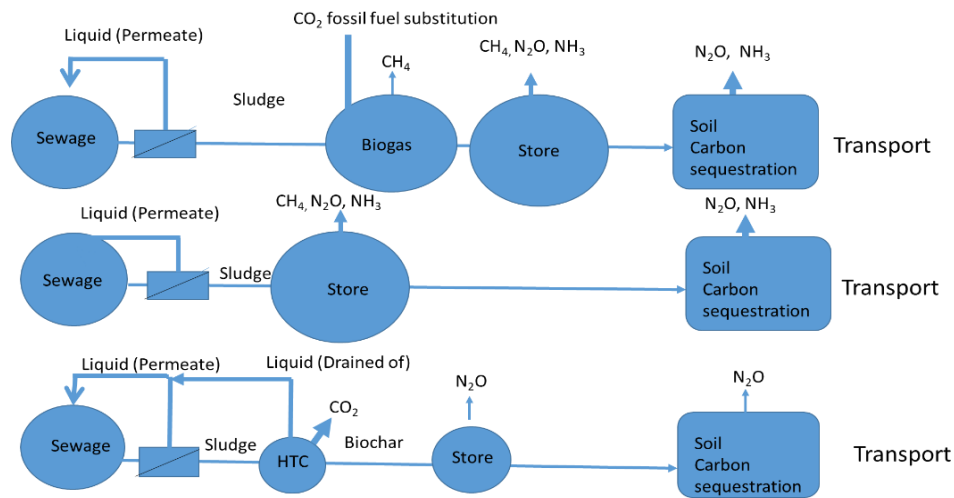 CO₂ fossil fuel substitution
Liquid (Permeate)
CH₄, N₂O, NH₃
N₂O, NH₃
CH₄
Sludge
Sewage
Biogas
Store
Soil
Carbon
sequestration
Transport
CH₄, N₂O, NH₃
N₂O, NH₃
Liquid (Permeate)
Sludge
Sewage
Store
Soil
Carbon
sequestration
Transport
Liquid (Permeate)
Liquid (Drained of)
N₂O
N₂O
CO₂
Sewage
Sludge
HTC
Biochar
Store
Soil
Carbon
sequestration
Transport